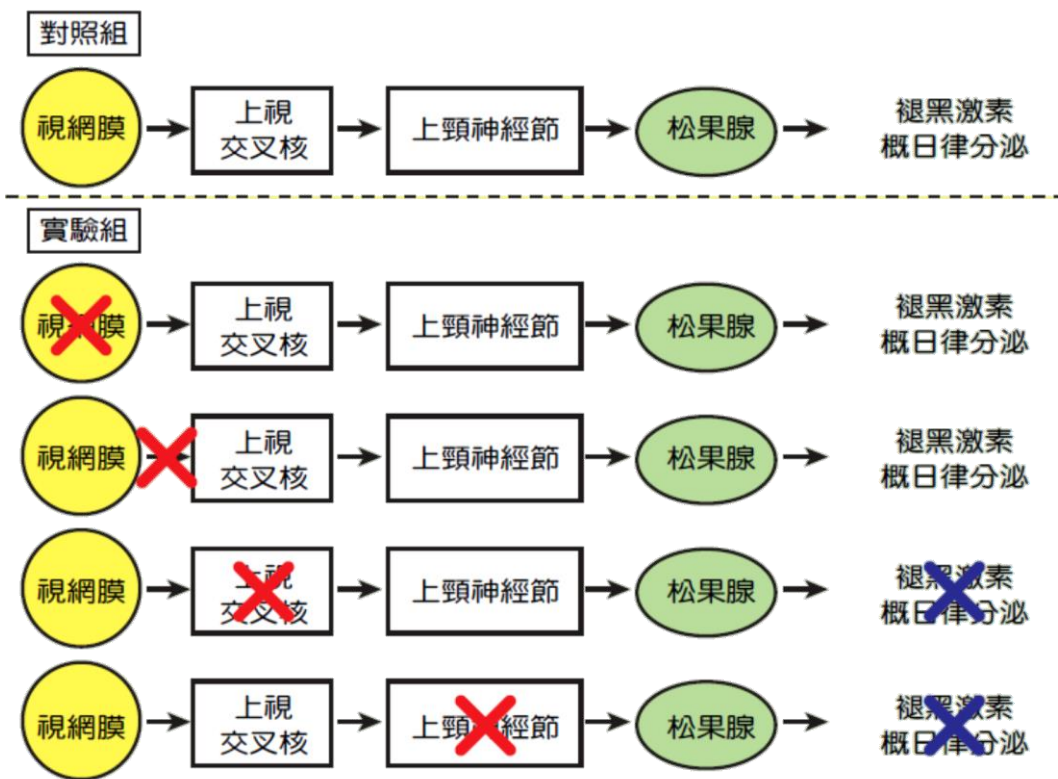 對照組
視網膜
上視
交叉核
上頸神經節
松果腺
褪黑激素
概日律分泌
實驗組
視網膜
上視
交叉核
上頸神經節
松果腺
褪黑激素
概日律分泌
視網膜
上視
交叉核
上頸神經節
松果腺
褪黑激素
概日律分泌
視網膜
上視
交叉核
上頸神經節
松果腺
褪黑激素
概日律分泌
視網膜
上視
交叉核
上頸神經節
松果腺
褪黑激素
概日律分泌